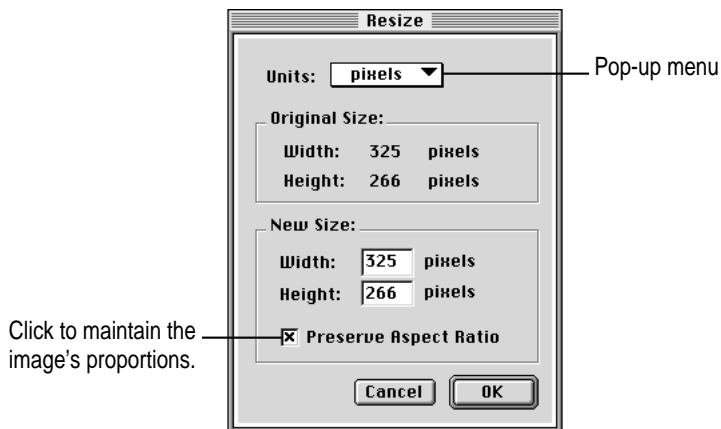 Resize
Units: pixels
Pop-up menu
Original Size:
Width: 325 pixels
Height: 266 pixels
New Size:
Width: 325 pixels
Height: 266 pixels
Click to maintain the
image's proportions.
Preserve Aspect Ratio
Cancel OK